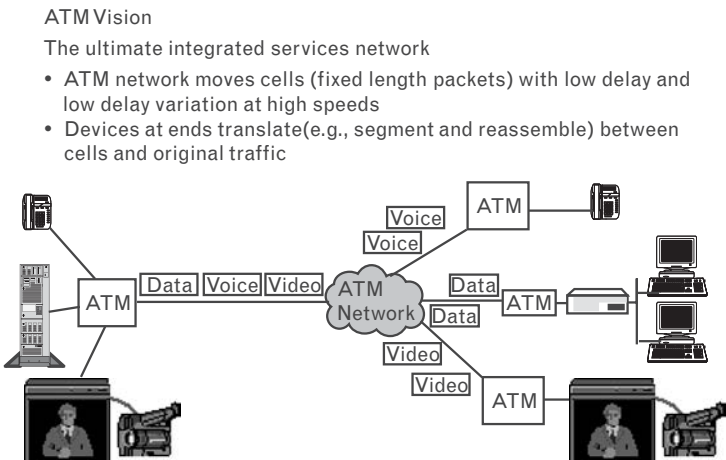 ATM Vision
The ultimate integrated services network
• ATM network moves cells (fixed length packets) with low delay and
low delay variation at high speeds
• Devices at ends translate(e.g., segment and reassemble) between
cells and original traffic
ATM
Voice
Voice
ATM
Data Voice Video
ATM
Network
Data
Data
ATM
Video
Video
ATM